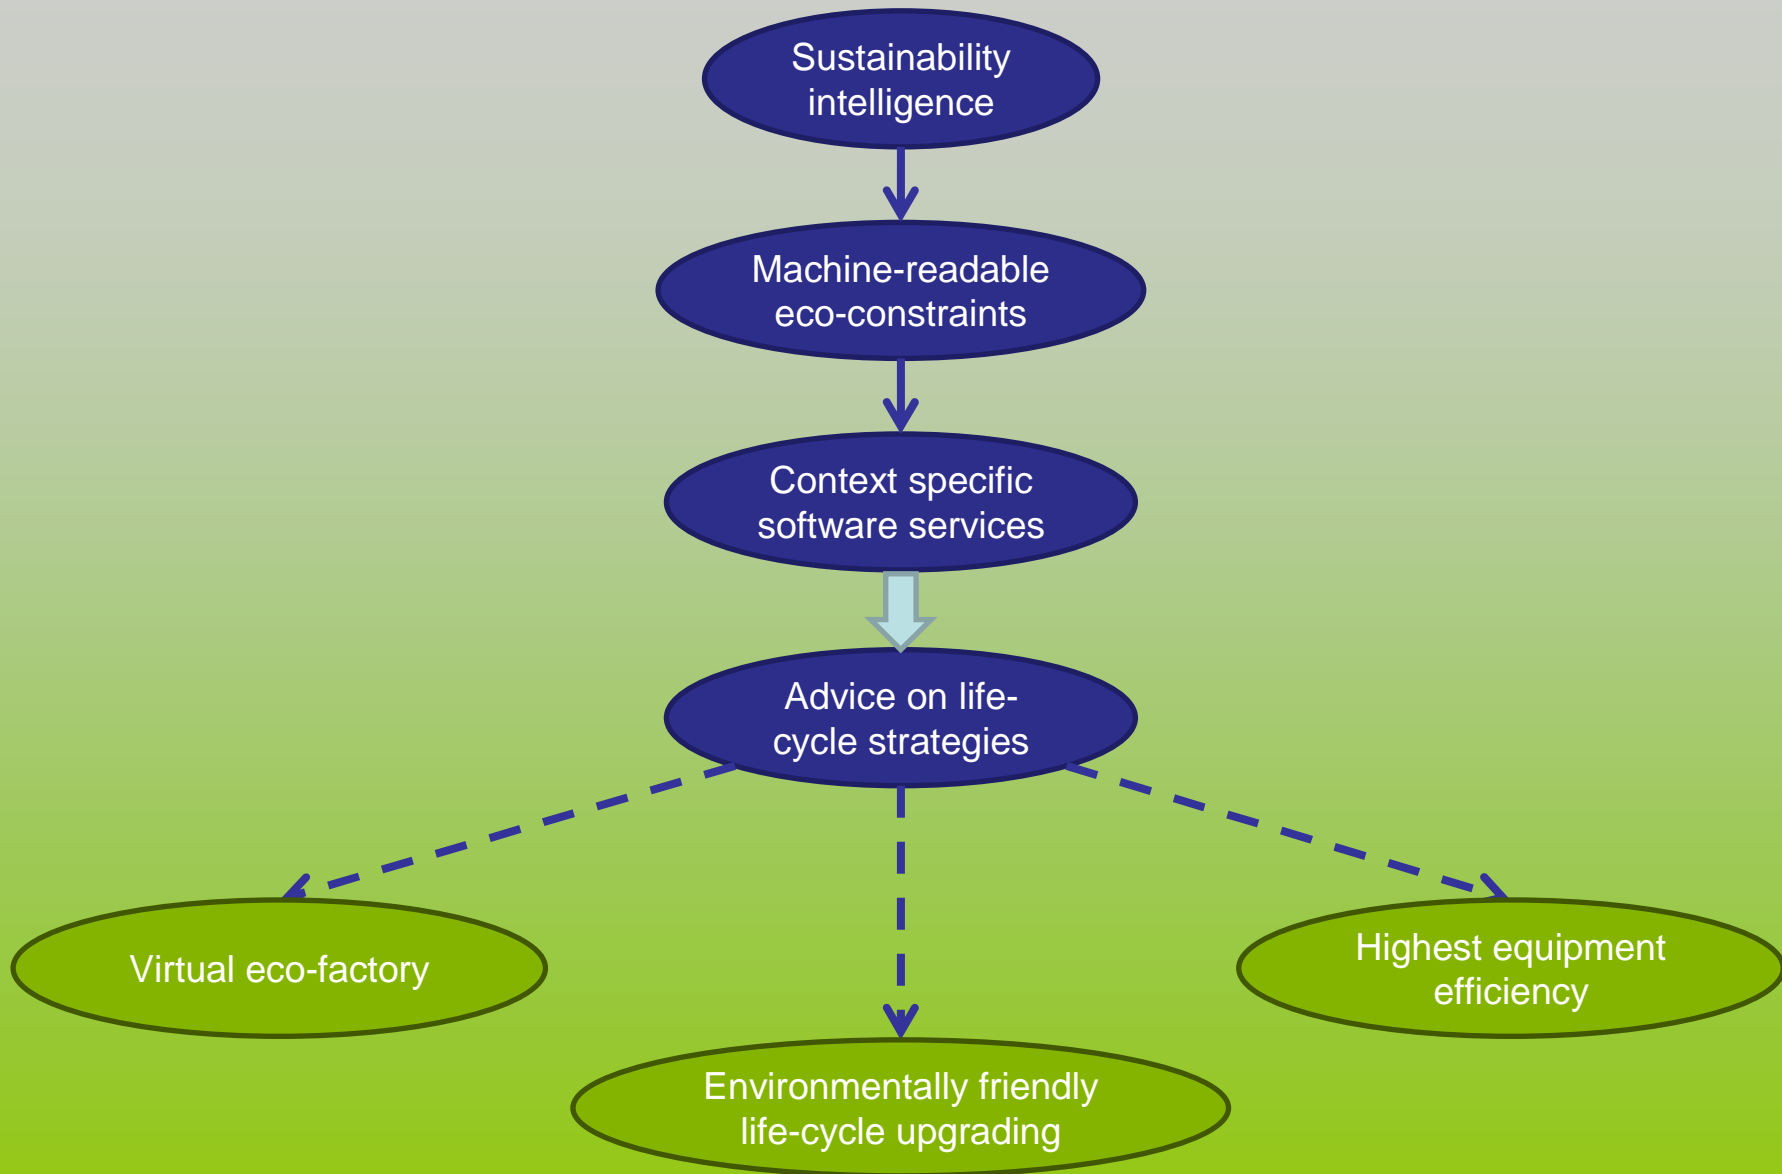 Sustainability
intelligence
Machine-readable
eco-constraints
Context specific
software services
Advice on life-
cycle strategies
Virtual eco-factory
Highest equipment
efficiency
Environmentally friendly
life-cycle upgrading